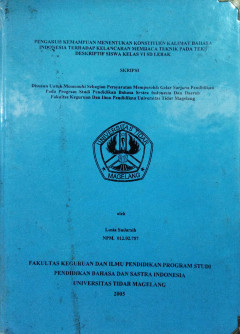 PENGARUH KEMAMPUAN MENENTUKAN KONSTITUEN KALIMAT BAHASA
INDONESIA TERHADAP KELANCARAN MEMBACA TEKNIK PADA TEKS
DESKRIPTIF SISWA KELAS VI SD LEBAK
SKRIPSI
Disusun Untuk Memenuhi Sebagian Persyaratan Memperoleh Gelar Sarjana Pendidikan
Pada Program Studi Pendidikan Bahasa Sastra Indonesia Dan Daerah
Fakultas Keguruan Dan Ilmu Pendidikan Universitas Tidar Magelang
UNIVERSITAS TIDAR
MAGELANG
oleh
Lusia Sudarsih
NPM.
FAKULTAS KEGURUAN DAN ILMU PENDIDIKAN PROGRAM STUDI
PENDIDIKAN BAHASA DAN SASTRA INDONESIA
UNIVERSITAS TIDAR MAGELANG
2005